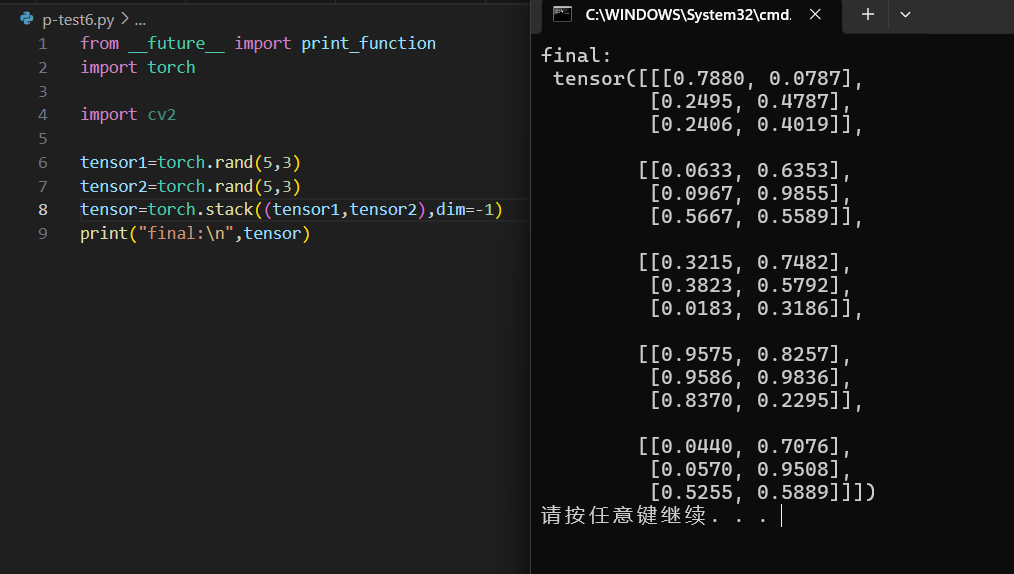 p-test6.py > ...
1 from __future__ import print_function
2 import torch
3
4 import cv2
5
6 tensor1=torch.rand(5,3)
7 tensor2=torch.rand(5,3)
8 tensor=torch.stack((tensor1,tensor2),dim=-1)
9 print("final:\n",tensor)
C:\WINDOWS\System32\cmd.
final:
 tensor([[[0.7880, 0.0787],
         [0.2495, 0.4787],
         [0.2406, 0.4019]],

        [[0.0633, 0.6353],
         [0.0967, 0.9855],
         [0.5667, 0.5589]],

        [[0.3215, 0.7482],
         [0.3823, 0.5792],
         [0.0183, 0.3186]],

        [[0.9575, 0.8257],
         [0.9586, 0.9836],
         [0.8370, 0.2295]],

        [[0.0440, 0.7076],
         [0.0570, 0.9508],
         [0.5255, 0.5889]]])
请按任意键继续. . .